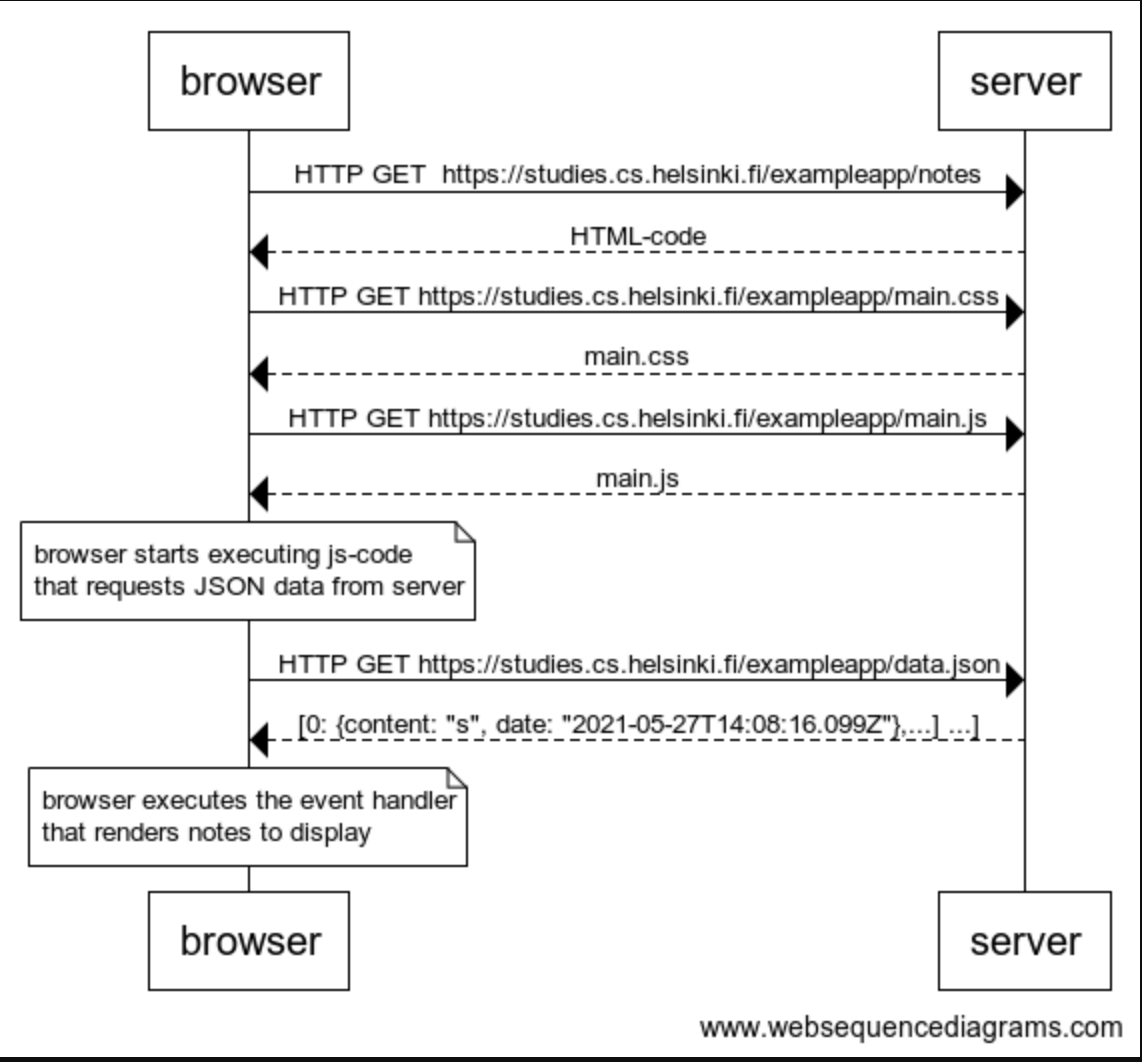 browser
server
HTTP GET  https://studies.cs.helsinki.fi/exampleapp/notes
HTML-code
HTTP GET https://studies.cs.helsinki.fi/exampleapp/main.css
main.css
HTTP GET https://studies.cs.helsinki.fi/exampleapp/main.js
main.js
browser starts executing js-code
that requests JSON data from server
HTTP GET https://studies.cs.helsinki.fi/exampleapp/data.json
[0: {content: "s", date: "2021-05-27T14:08:16.099Z"},...] ...]
browser executes the event handler
that renders notes to display
browser
server
www.websequencediagrams.com